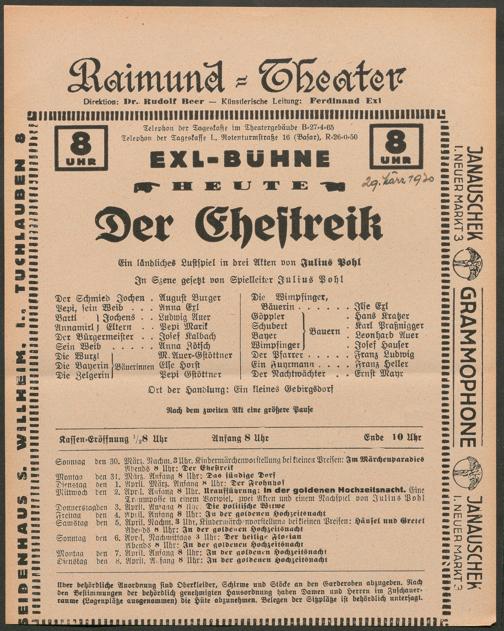 Raimund-Theater
Direktion: Dr. Rudolf Beer — Künstlerische Leitung: Ferdinand Exl
Telephon der Tageskasse im Theatergebäude B-27-4-65
Telephon der Tageskasse I., Rotenturmstraße 16 (Basar), R-26-0-50
8 UHR
8 UHR
EXL-BÜHNE
HEUTE
29. März 1930
Der Ehestreik
Ein ländliches Lustspiel in drei Akten von Julius Pohl
In Szene gesetzt von Spielleiter Julius Pohl
Der Schmied Jochen . . August Burger
Pepi, sein Weib . . . Anna Exl
Bartl } Jochens . . Ludwig Auer
Annamirl } Eltern . . Pepi Marik
Der Bürgermeister . . Josef Kalbach
Sein Weib . . . . Anna Jötsch
Die Wurzl } M. Auer-Gstöttner
Die Bayerin } Bäuerinnen Else Horst
Die Zelgerin } Pepi Gstöttner
Die Wimpfinger,
Bäuerin . . . . . Ilse Exl
Göppler } Hans Kratzer
Schubert } Bauern . Karl Praßnigger
Bayer } Leonhard Auer
Wimpfinger } Josef Hauser
Der Pfarrer . . . . . Franz Ludwig
Ein Fuhrmann . . . . Franz Heller
Der Nachtwächter . . . Ernst Mayr
Ort der Handlung: Ein kleines Gebirgsdorf
Nach dem zweiten Akt eine größere Pause
Kassen-Eröffnung ½8 Uhr Anfang 8 Uhr Ende 10 Uhr
Sonntag den 30. März, Nachm. 3 Uhr, Kindermärchenvorstellung bei kleinen Preisen: Im Märchenparadies
Abends 8 Uhr: Der Ehestreik
Montag den 31. März, Anfang 8 Uhr: Das sündige Dorf
Dienstag den 1. April, Anfang 8 Uhr: Der Frohnhof
Mittwoch den 2. April, Anfang 8 Uhr: Uraufführung: In der goldenen Hochzeitsnacht. Eine
in einem Vorspiel, zwei Akten und einem Nachspiel von Julius Pohl
Donnerstag den 3. April, Anfang 8 Uhr: Die politische Wirwe
Freitag den 4. April, Anfang 8 Uhr: In der goldenen Hochzeitsnacht
Samstag den 5. April, Nachm. 3 Uhr, Kindermärchenvorstellung bei kleinen Preisen: Hänsel und Gretel
Abends 8 Uhr: In der goldenen Hochzeitsnacht
Sonntag den 6. April, Nachmittags 3 Uhr: Der heilige Florian
Abends 8 Uhr: In der goldenen Hochzeitsnacht
Montag den 7. April, Anfang 8 Uhr: In der goldenen Hochzeitsnacht
Dienstag den 8. April, Anfang 8 Uhr: In der goldenen Hochzeitsnacht
Über behördliche Anordnung sind Oberkleider, Schirme und Stöcke an den Garderoben abzugeben. Nach
den Bestimmungen der behördlich genehmigten Hausordnung haben Damen und Herren im Zuschauer-
raume (Logenplätze ausgenommen) die Hüte abzunehmen. Belegen der Sitzplätze ist behördlich untersagt.
SEIDENHAUS S. WILLHEIM, I., TUCHLAUBEN 8
JANAUSCHEK
I. NEUER MARKT 3
GRAMMOPHONE
JANAUSCHEK
I. NEUER MARKT 3